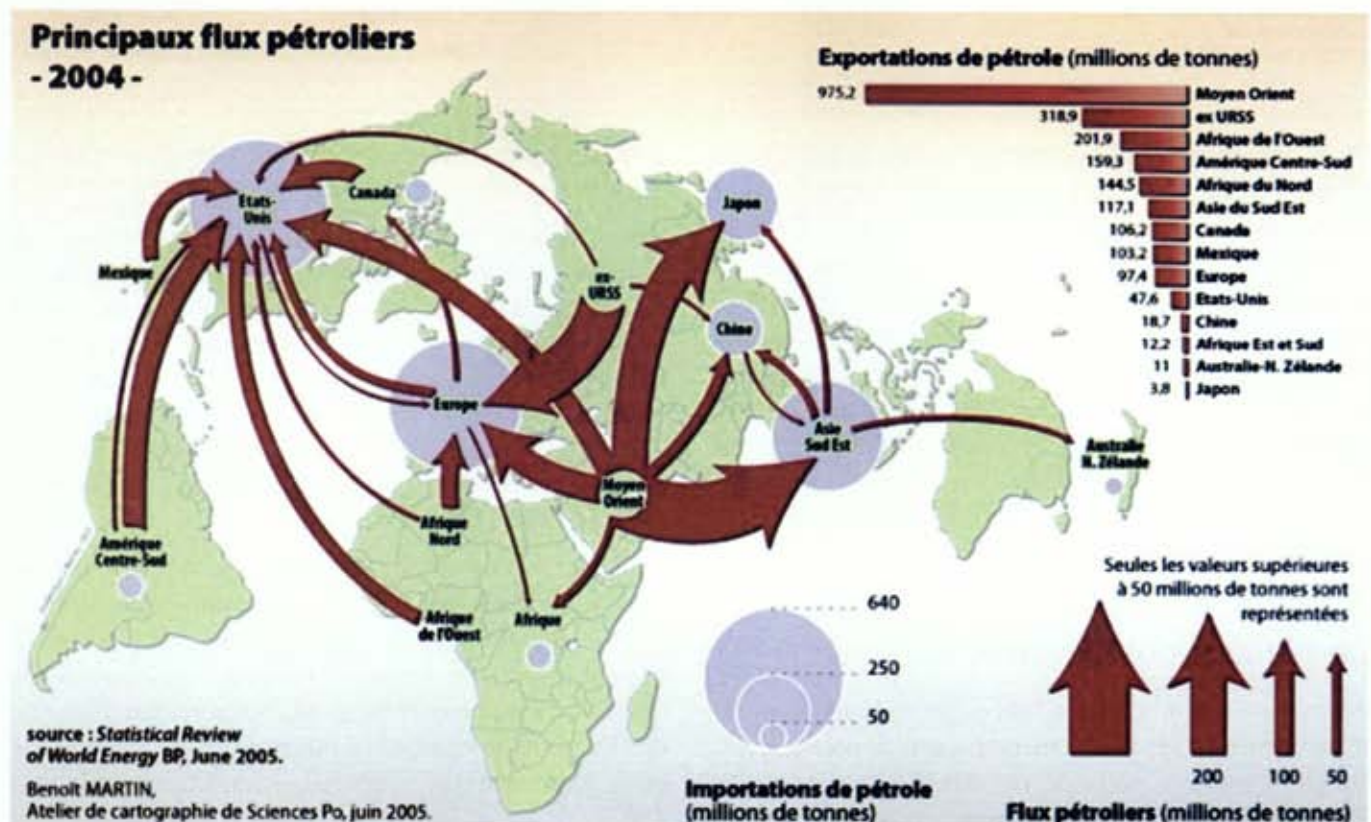 Principaux flux pétroliers
- 2004 -
Exportations de pétrole (millions de tonnes)
975,2 Moyen Orient
318,9 ex URSS
201,9 Afrique de l'Ouest
159,3 Amérique Centre-Sud
144,5 Afrique du Nord
117,1 Asie du Sud Est
106,2 Canada
103,2 Mexique
97,4 Europe
47,6 Etats-Unis
18,7 Chine
12,2 Afrique Est et Sud
11 Australie-N. Zélande
3,8 Japon
Etats-
Unis
Canada
Japon
Mexique
ex-
URSS
Chine
Europe
Asie
Sud Est
Australie
N. Zélande
Moyen
Orient
Afrique
Nord
Amérique
Centre-Sud
Afrique
de l'Ouest
Afrique
Seules les valeurs supérieures
à 50 millions de tonnes sont
représentées
640
250
50
Importations de pétrole
(millions de tonnes)
200 100 50
Flux pétroliers (millions de tonnes)
source : Statistical Review
of World Energy BP, June 2005.
Benoît MARTIN,
Atelier de cartographie de Sciences Po, juin 2005.